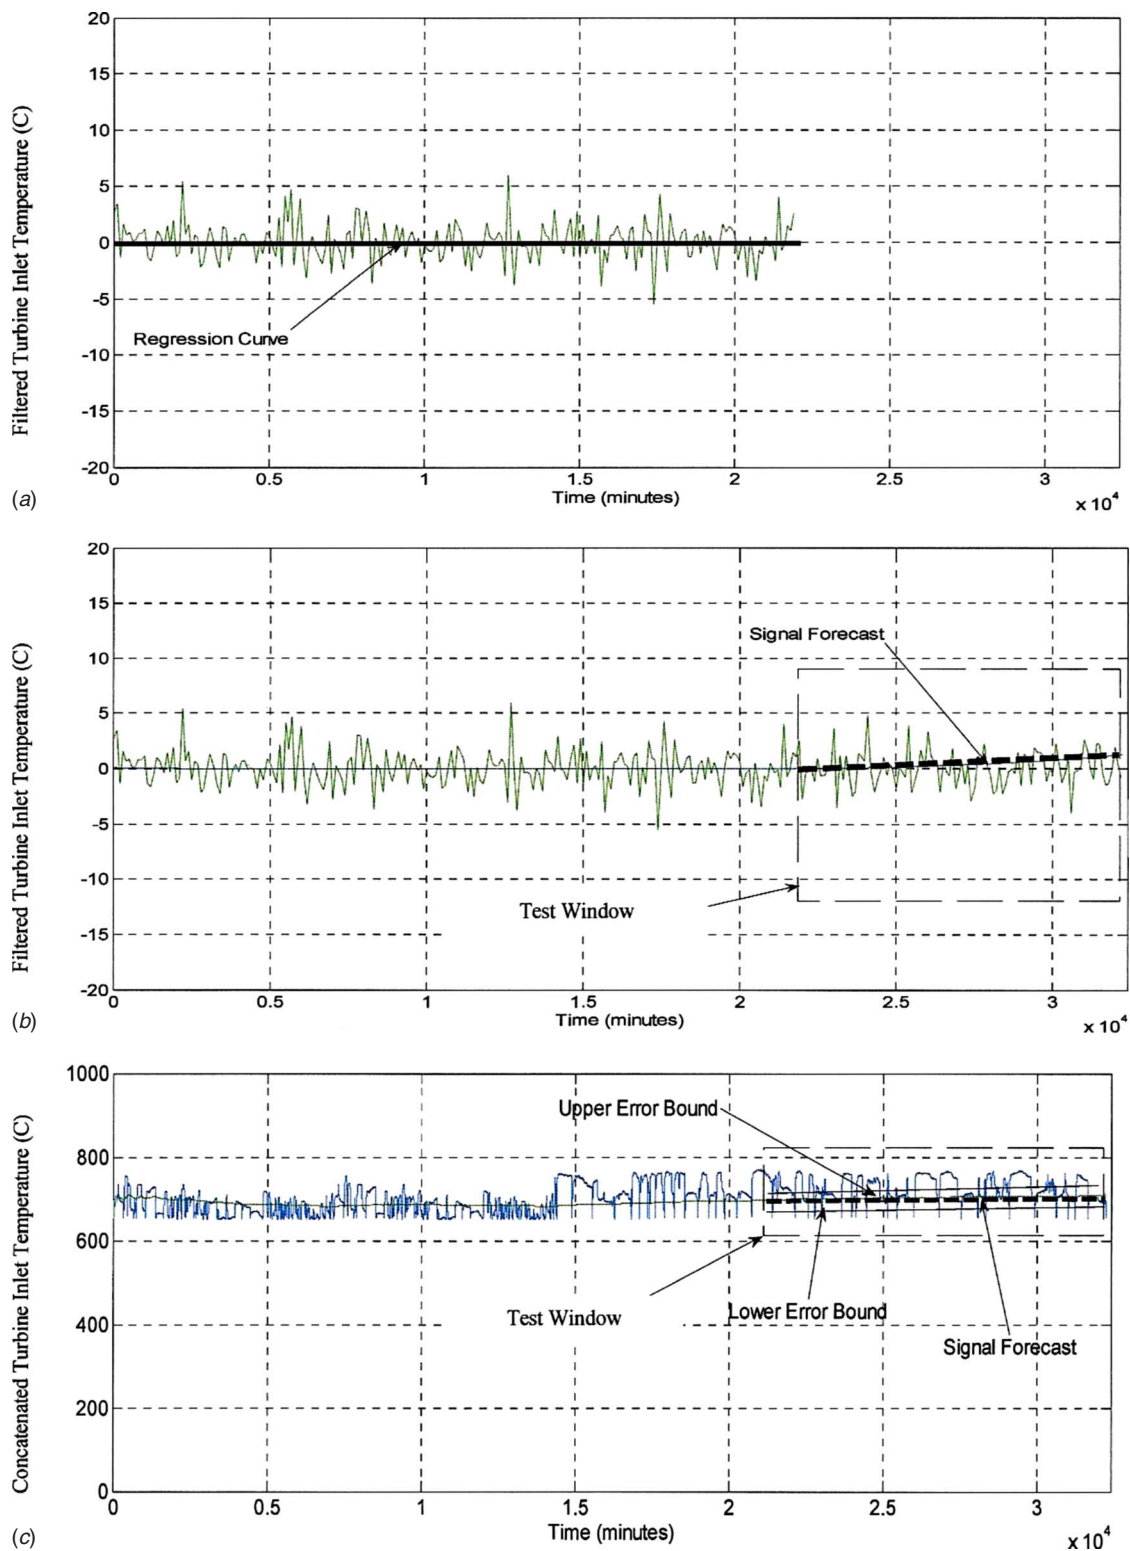 Filtered Turbine Inlet Temperature (C)
20
15
10
5
0
-5
-10
-15
-20
Regression Curve
0 0.5 1 1.5 2 2.5 3
Time (minutes)
x 10^4
(a)
Filtered Turbine Inlet Temperature (C)
20
15
10
5
0
-5
-10
-15
-20
Signal Forecast
Test Window
0 0.5 1 1.5 2 2.5 3
Time (minutes)
x 10^4
(b)
Concatenated Turbine Inlet Temperature (C)
1000
800
600
400
200
0
Upper Error Bound
Test Window
Lower Error Bound
Signal Forecast
0 0.5 1 1.5 2 2.5 3
Time (minutes)
x 10^4
(c)